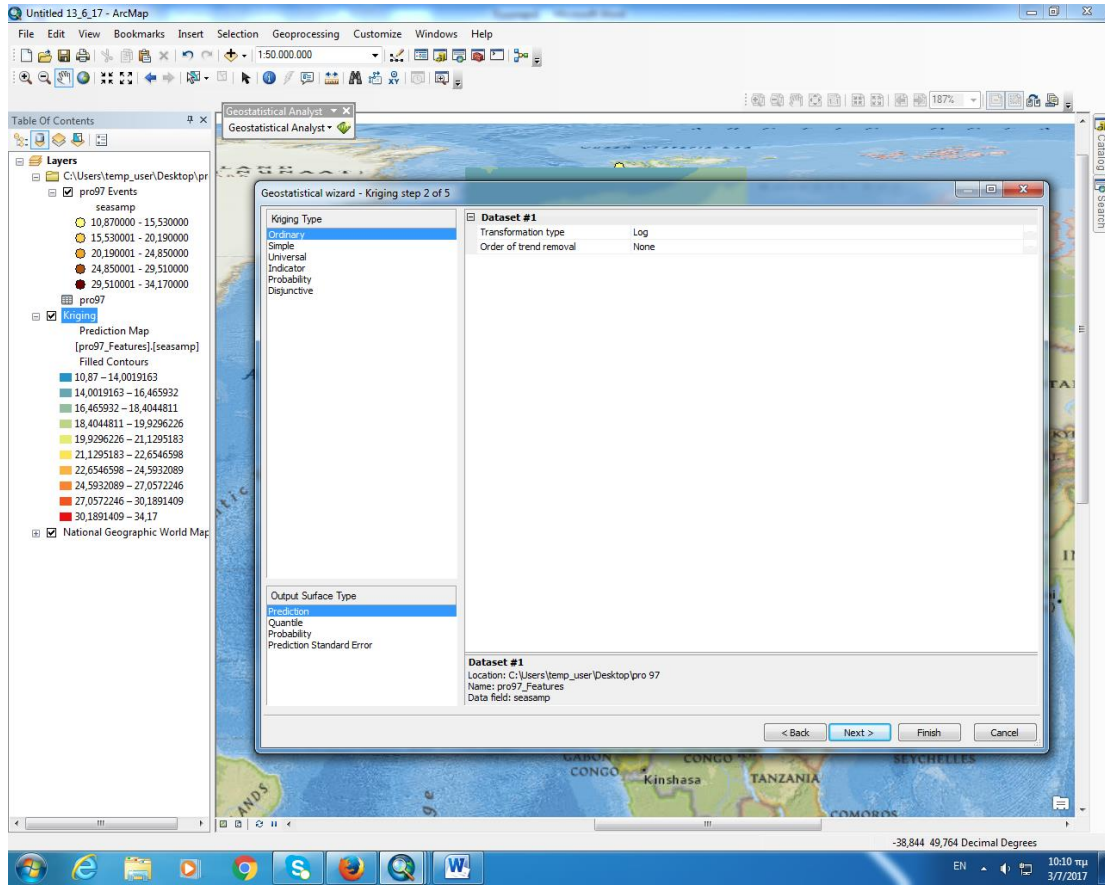 Untitled 13_6_17 - ArcMap
File Edit View Bookmarks Insert Selection Geoprocessing Customize Windows Help
1:50.000.000
187%
Table Of Contents
Layers
C:\Users\temp_user\Desktop\pr
pro97 Events
seasamp
10,870000 - 15,530000
15,530001 - 20,190000
20,190001 - 24,850000
24,850001 - 29,510000
29,510001 - 34,170000
pro97
Kriging
Prediction Map
[pro97_Features].[seasamp]
Filled Contours
10,87 – 14,0019163
14,0019163 – 16,465932
16,465932 – 18,4044811
18,4044811 – 19,9296226
19,9296226 – 21,1295183
21,1295183 – 22,6546598
22,6546598 – 24,5932089
24,5932089 – 27,0572246
27,0572246 – 30,1891409
30,1891409 – 34,17
National Geographic World Map
Geostatistical Analyst
Geostatistical Analyst
Catalog
Search
Geostatistical wizard - Kriging step 2 of 5
Kriging Type
Ordinary
Simple
Universal
Indicator
Probability
Disjunctive
Output Surface Type
Prediction
Quantile
Probability
Prediction Standard Error
Dataset #1
Transformation type Log
Order of trend removal None
Dataset #1
Location: C:\Users\temp_user\Desktop\pro 97
Name: pro97_Features
Data field: seasamp
< Back Next > Finish Cancel
GABON
CONGO
CONGO
Kinshasa
TANZANIA
SEYCHELLES
COMOROS
-38,844 49,764 Decimal Degrees
EN
10:10 πμ
3/7/2017